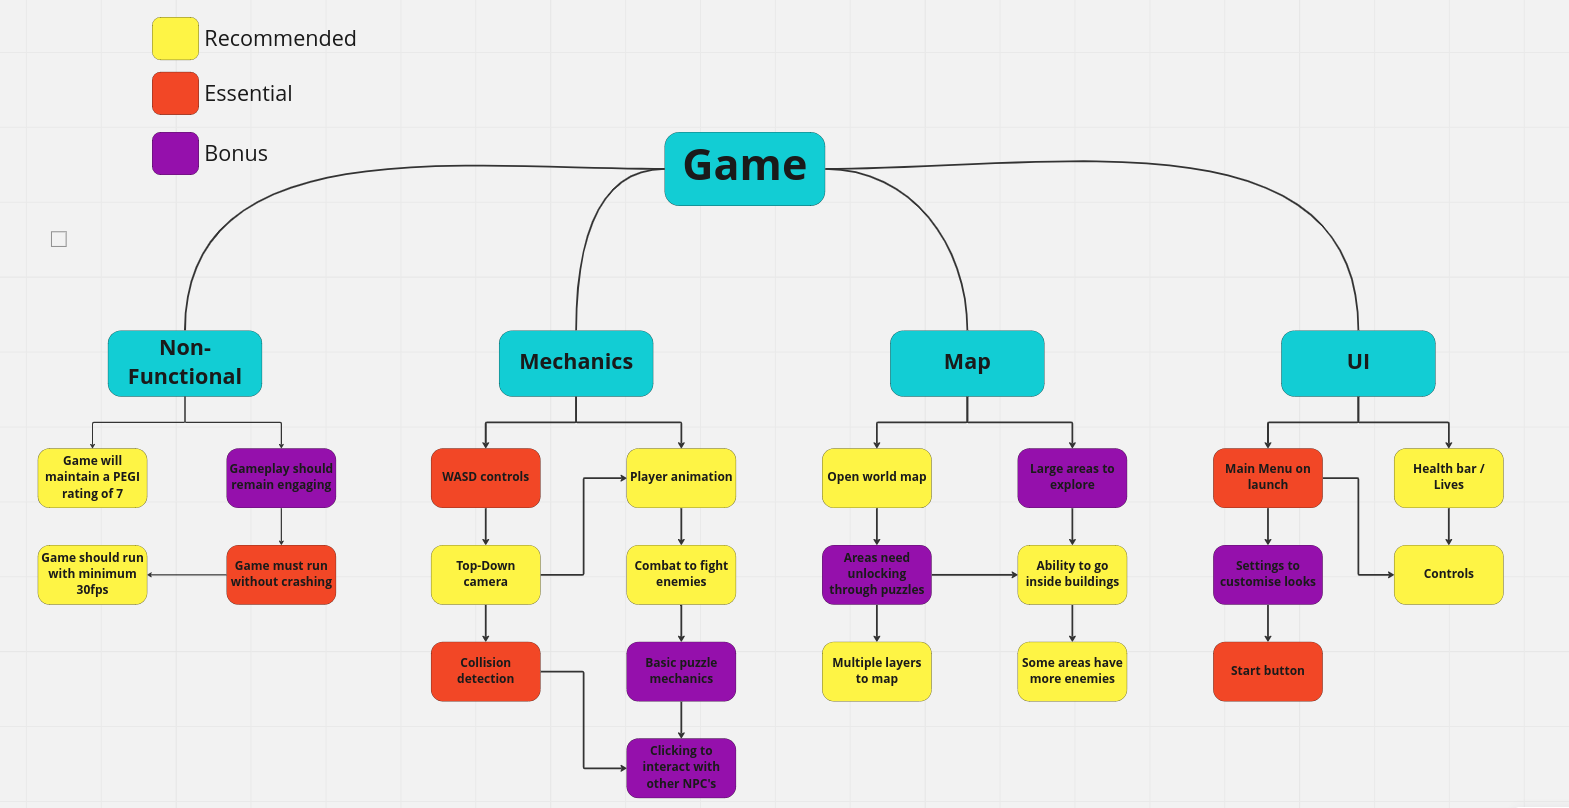 Recommended
Essential
Bonus
Game
Non-
Functional
Mechanics
Map
UI
Game will
maintain a PEGI
rating of 7
Gameplay should
remain engaging
Game should run
with minimum
30fps
Game must run
without crashing
WASD controls
Player animation
Top-Down
camera
Combat to fight
enemies
Collision
detection
Basic puzzle
mechanics
Clicking to
interact with
other NPC's
Open world map
Large areas to
explore
Areas need
unlocking
through puzzles
Ability to go
inside buildings
Multiple layers
to map
Some areas have
more enemies
Main Menu on
launch
Health bar /
Lives
Settings to
customise looks
Controls
Start button